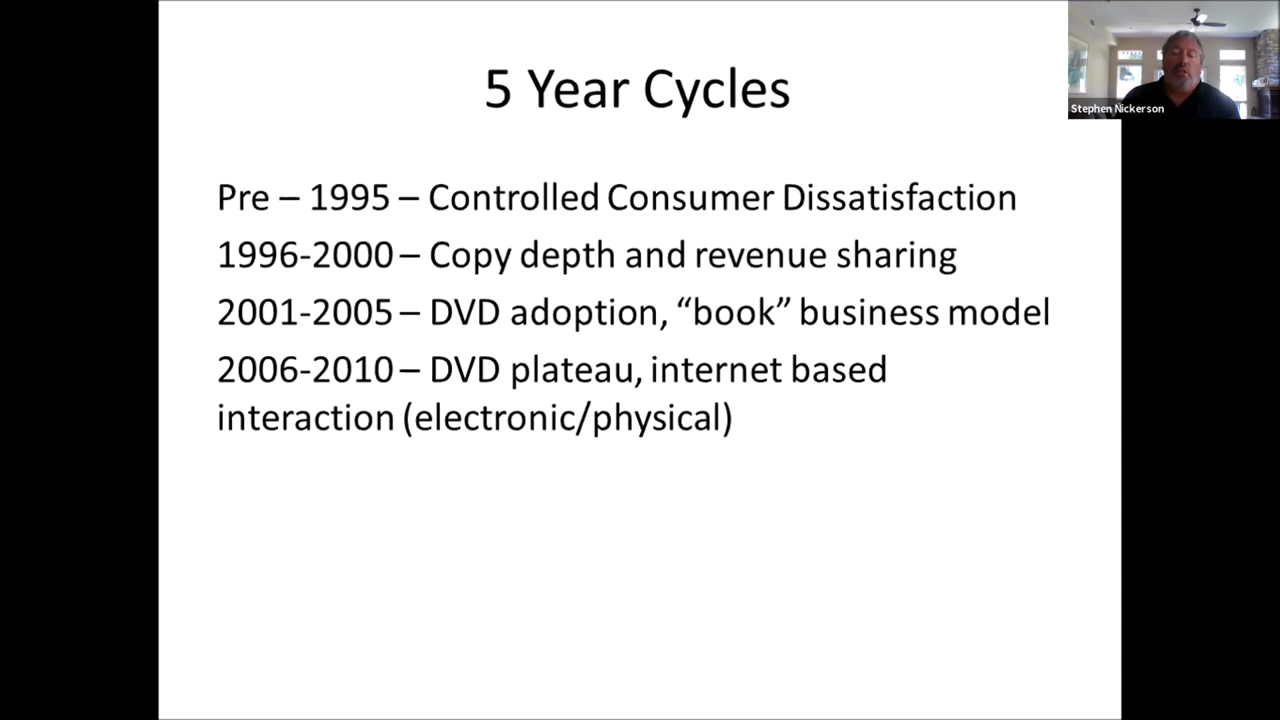 5 Year Cycles
Stephen Nickerson
Pre – 1995 – Controlled Consumer Dissatisfaction
1996-2000 – Copy depth and revenue sharing
2001-2005 – DVD adoption, “book” business model
2006-2010 – DVD plateau, internet based
interaction (electronic/physical)